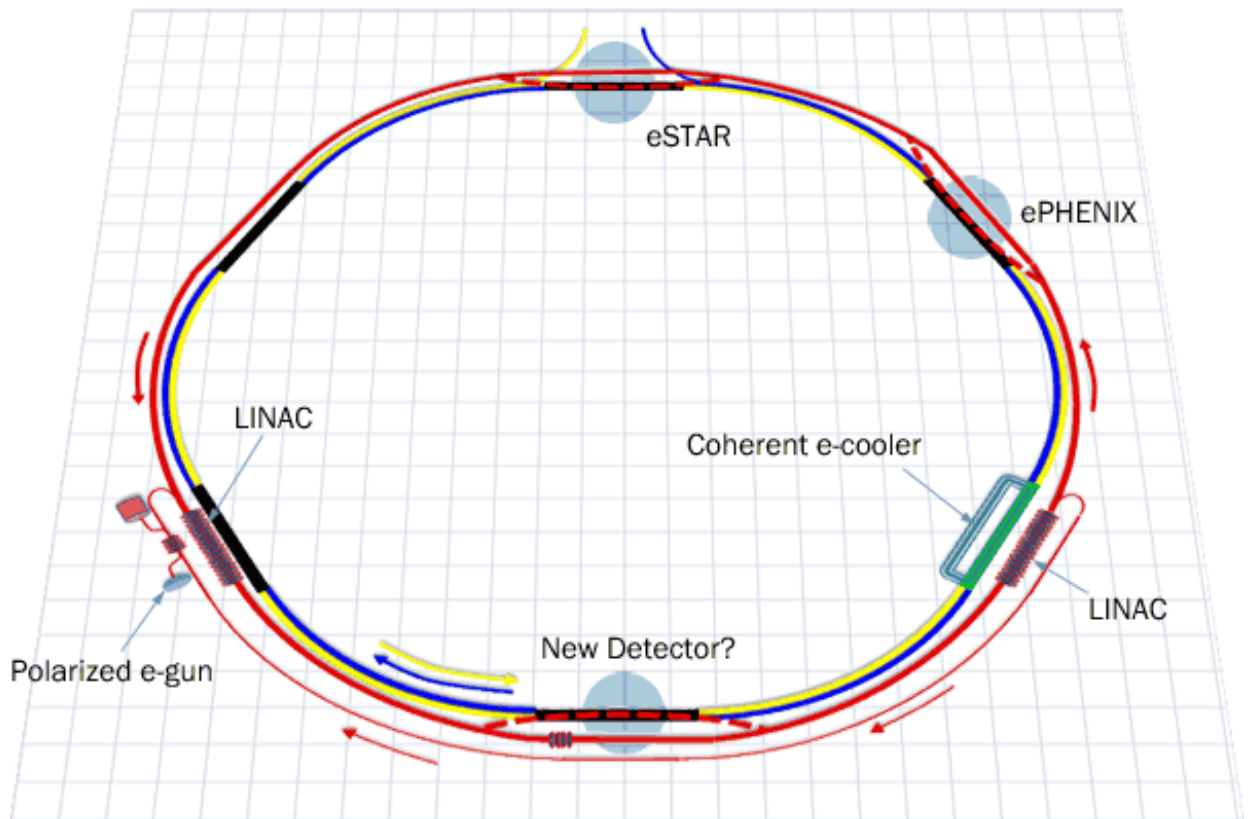 eSTAR
ePHENIX
LINAC
Coherent e-cooler
LINAC
New Detector?
Polarized e-gun